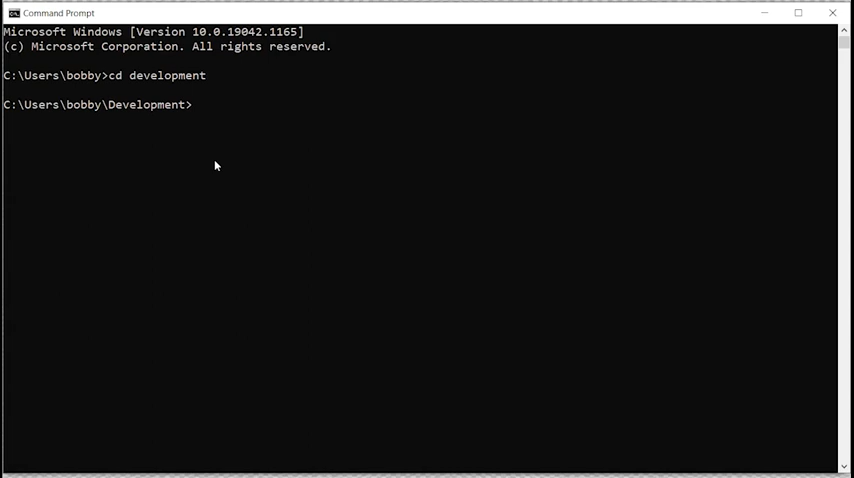 Command Prompt
Microsoft Windows [Version 10.0.19042.1165]
(c) Microsoft Corporation. All rights reserved.
C:\Users\bobby>cd development
C:\Users\bobby\Development>